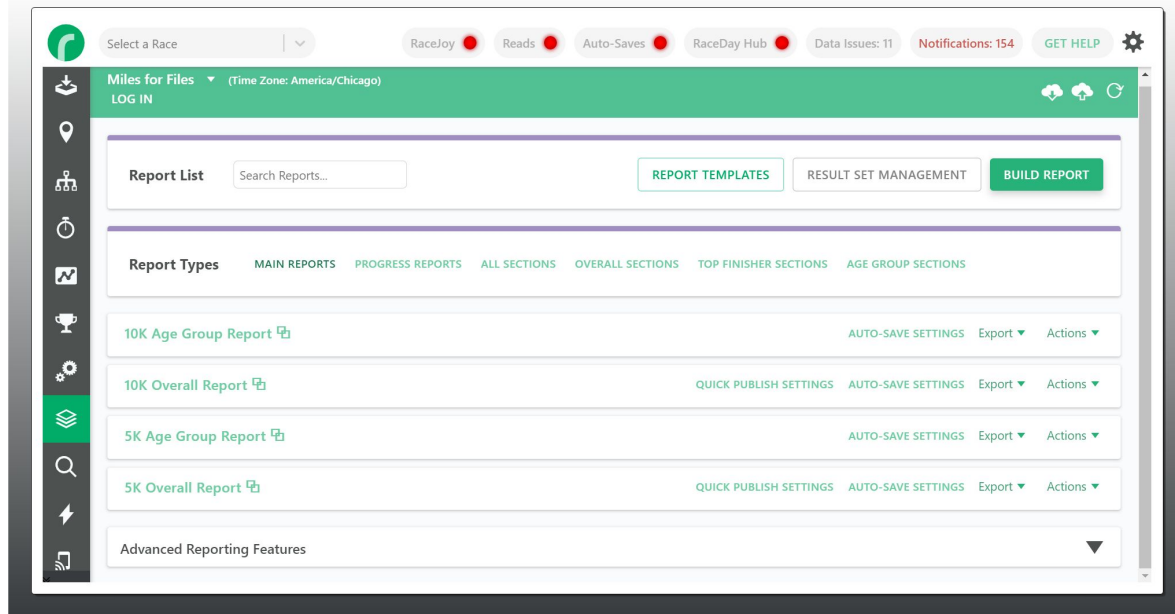 Select a Race
RaceJoy
Reads
Auto-Saves
RaceDay Hub
Data Issues: 11
Notifications: 154
GET HELP
Miles for Files (Time Zone: America/Chicago)
LOG IN
Report List
Search Reports...
REPORT TEMPLATES
RESULT SET MANAGEMENT
BUILD REPORT
Report Types
MAIN REPORTS
PROGRESS REPORTS
ALL SECTIONS
OVERALL SECTIONS
TOP FINISHER SECTIONS
AGE GROUP SECTIONS
10K Age Group Report AUTO-SAVE SETTINGS Export Actions
10K Overall Report QUICK PUBLISH SETTINGS AUTO-SAVE SETTINGS Export Actions
5K Age Group Report AUTO-SAVE SETTINGS Export Actions
5K Overall Report QUICK PUBLISH SETTINGS AUTO-SAVE SETTINGS Export Actions
Advanced Reporting Features